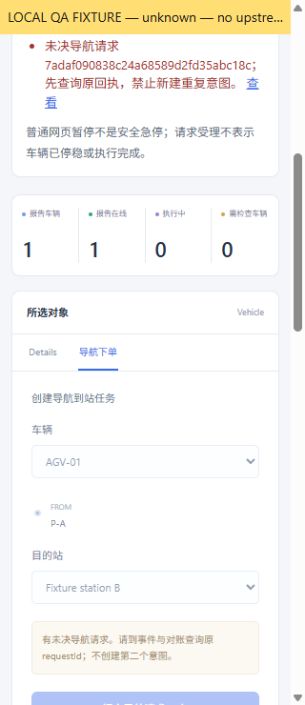 LOCAL QA FIXTURE — unknown — no upstre...
未决导航请求
7adaf090838c24a68589d2fd35abc18c；
先查询原回执，禁止新建重复意图。 查
看
普通网页暂停不是安全急停；请求受理不表示
车辆已停稳或执行完成。
报告车辆 报告在线 执行中 需检查车辆
1 1 0 0
所选对象 Vehicle
Details 导航下单
创建导航到站任务
车辆
AGV-01
FROM
P-A
目的站
Fixture station B
有未决导航请求。请到事件与对账查询原
requestId；不创建第二个意图。